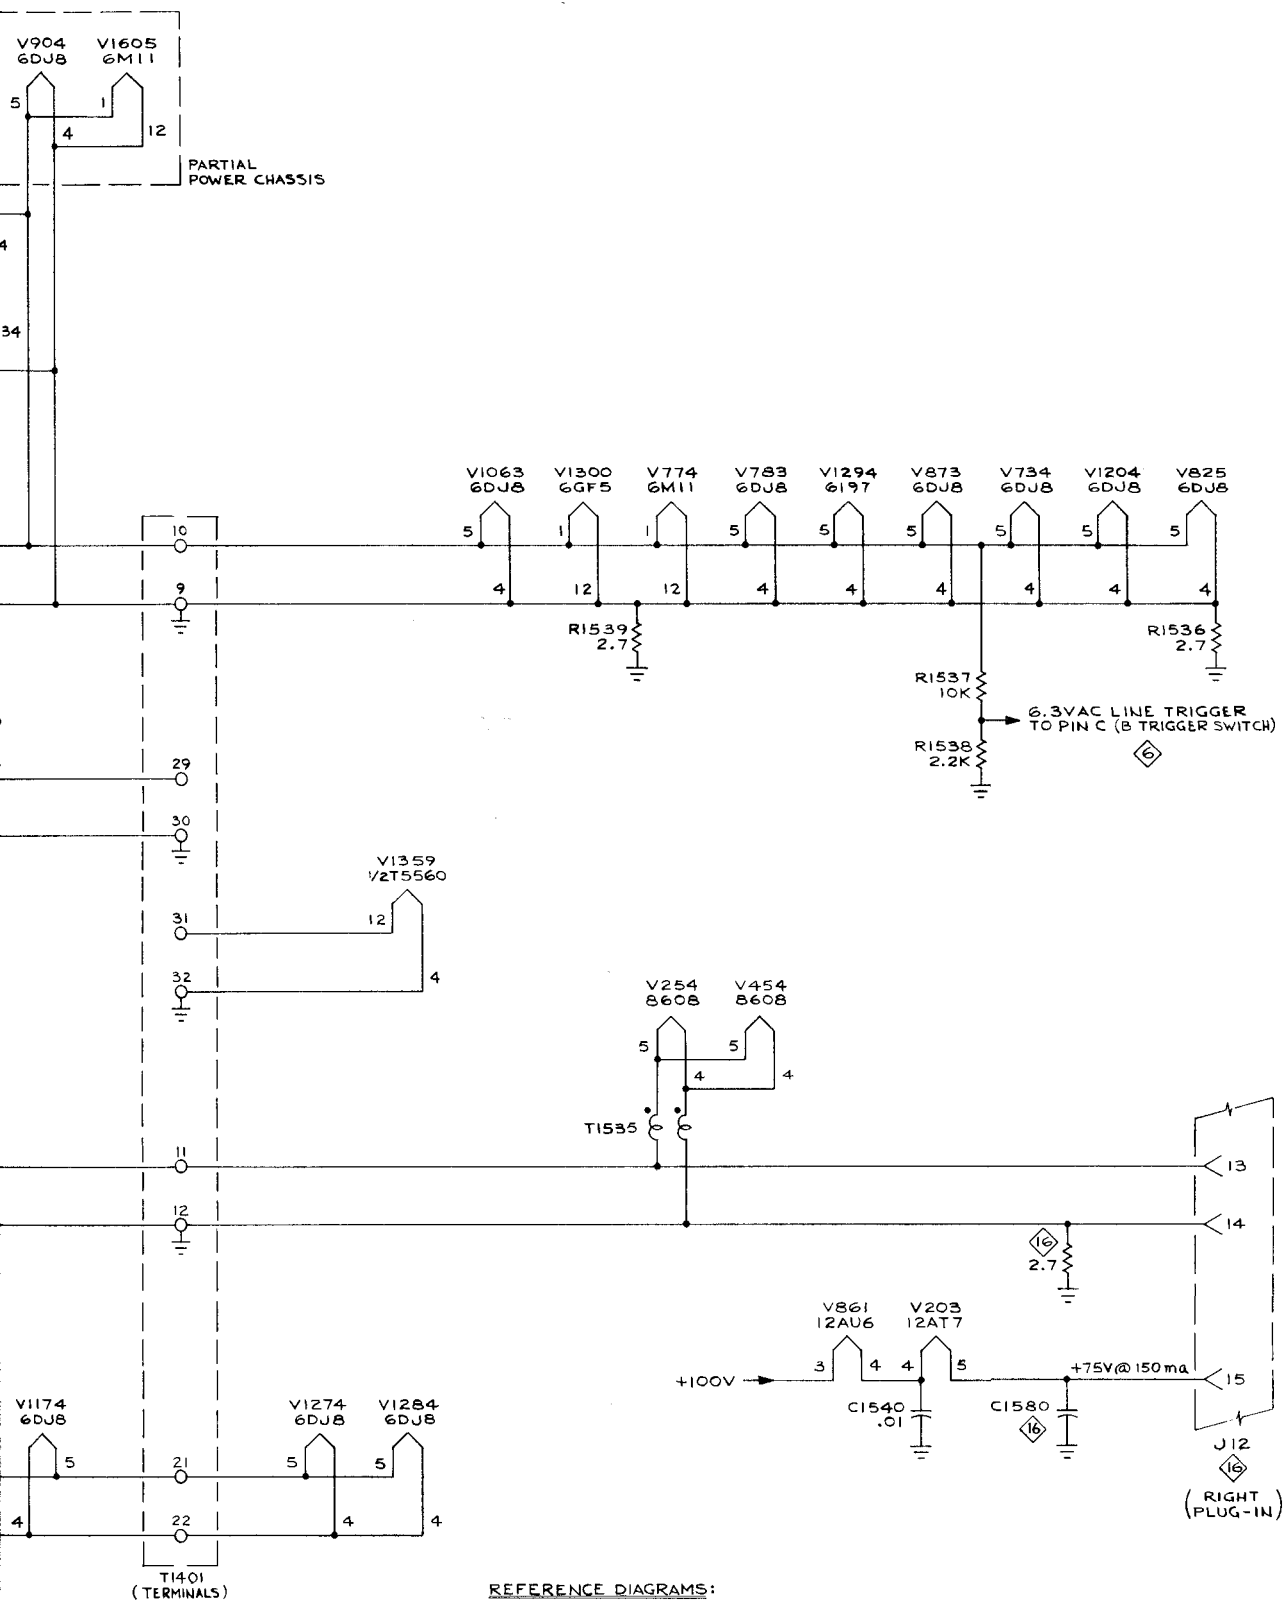 V904 V1605
6DJ8 6M11
5 1
4 12
PARTIAL
POWER CHASSIS
4
34
V1063 V1300 V774 V783 V1294 V873 V734 V1204 V825
6DJ8 6GF5 6M11 6DJ8 6197 6DJ8 6DJ8 6DJ8 6DJ8
10 5 1 1 5 5 5 5 5 5
9 4 12 12 4 4 4 4 4 4
R1539
2.7
R1536
2.7
R1537
10K
6.3VAC LINE TRIGGER
TO PIN C (B TRIGGER SWITCH)
6
R1538
2.2K
29
30
V1359
1/2T5560
31 12
32 4
V254 V454
8608 8608
5 5
4 4
T1535
11 13
12 14
16
2.7
V861 V203
12AU6 12AT7
3 4 4 5
+100V +75V@150ma 15
C1540
.01
C1580
16
J12
16
(RIGHT
PLUG-IN)
V1174 V1274 V1284
6DJ8 6DJ8 6DJ8
5 21 5 5
4 22 4 4
T1401
(TERMINALS)
REFERENCE DIAGRAMS: